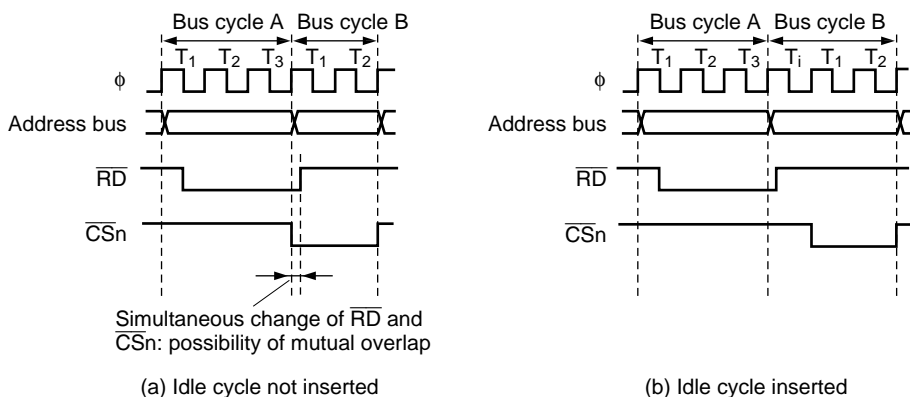 Bus cycle A Bus cycle B
T1 T2 T3 T1 T2
ϕ
Address bus
RD
CSn
Simultaneous change of RD and
CSn: possibility of mutual overlap
(a) Idle cycle not inserted
Bus cycle A Bus cycle B
T1 T2 T3 Ti T1 T2
ϕ
Address bus
RD
CSn
(b) Idle cycle inserted